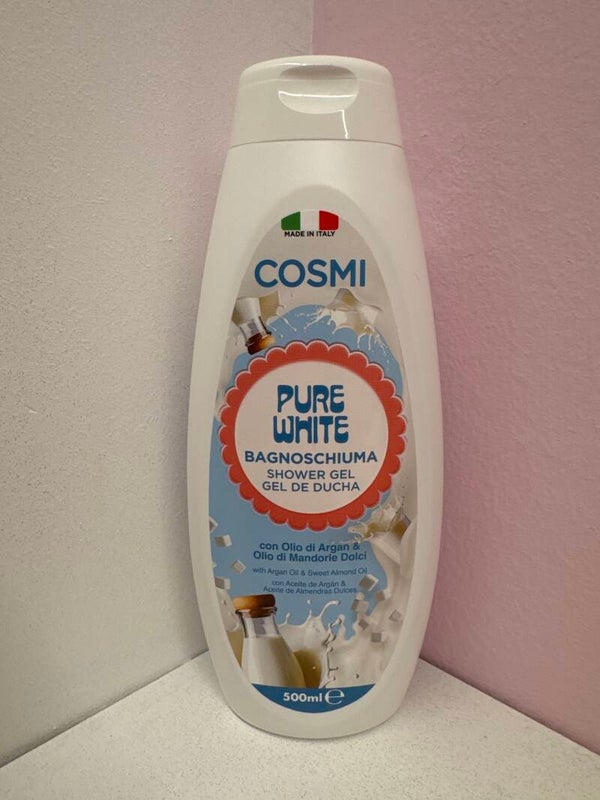 MADE IN ITALY
COSMI
PURE
WHITE
BAGNOSCHIUMA
SHOWER GEL
GEL DE DUCHA
con Olio di Argan &
Olio di Mandorle Dolci
with Argan Oil & Sweet Almond Oil
con Aceite de Argán &
Aceite de Almendras Dulces
500ml ℮